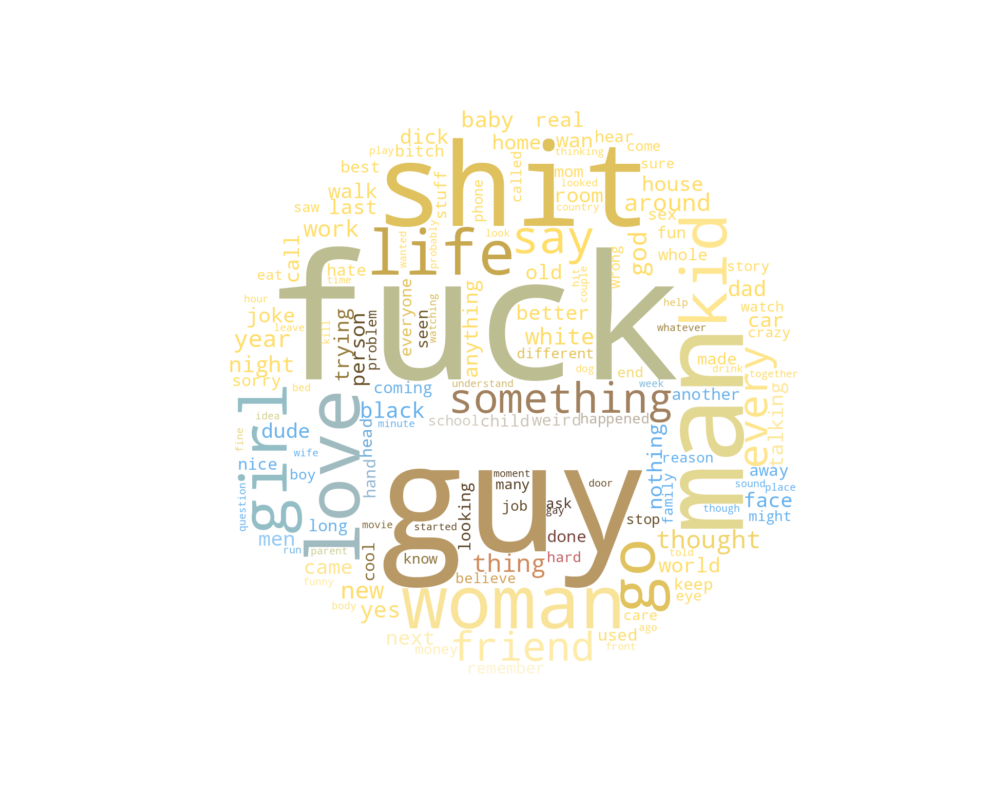 baby real
dick home wan hear
shit
play bitch called thinking come
best stuff phone mom looked sure
walk room house
saw last country sex around
work life look say god fun
call wanted probably old hit couple wrong whole kid
eat hate everyone
hour time fuck story
joke trying person seen watching anything better help dad watch
leave kill problem white whatever car crazy
year different
night dog end made
sorry bed coming understand week drink together
girl love something another man every talking
idea black school child weird happened
fine dude minute head nothing
wife reason
nice boy hand guy moment family away
question many door sound place
long job ask gay though face
men run movie started looking stop might
parent cool know done thought
came thing hard go told world
funny believe keep
new eye
body yes woman care
next friend used ago
money front
remember